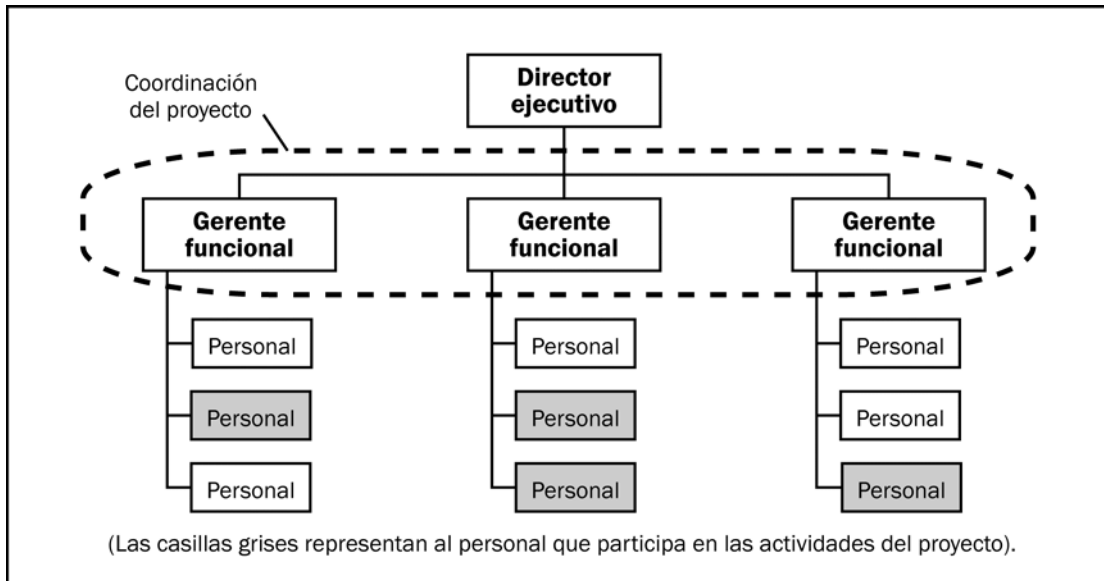 Director
ejecutivo
Coordinación
del proyecto
Gerente
funcional
Gerente
funcional
Gerente
funcional
Personal
Personal
Personal
Personal
Personal
Personal
Personal
Personal
Personal
(Las casillas grises representan al personal que participa en las actividades del proyecto).